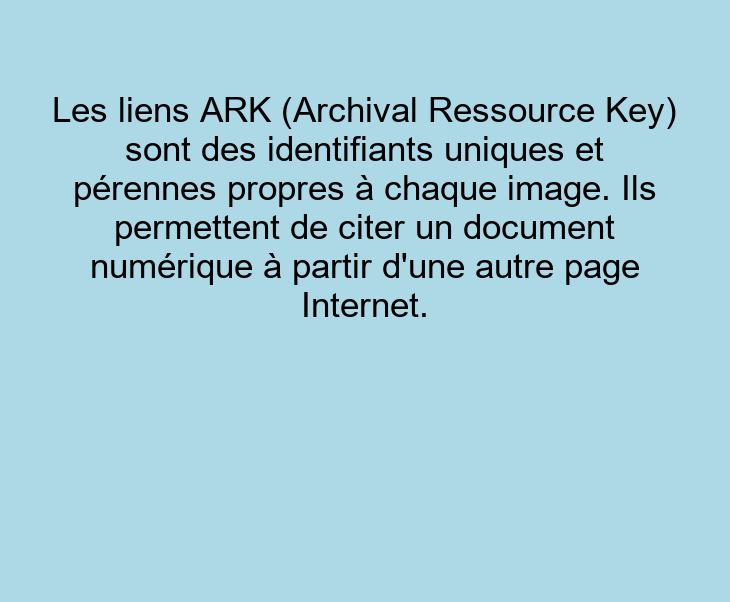 Les liens ARK (Archival Ressource Key)
sont des identifiants uniques et
pérennes propres à chaque image. Ils
permettent de citer un document
numérique à partir d'une autre page
Internet.